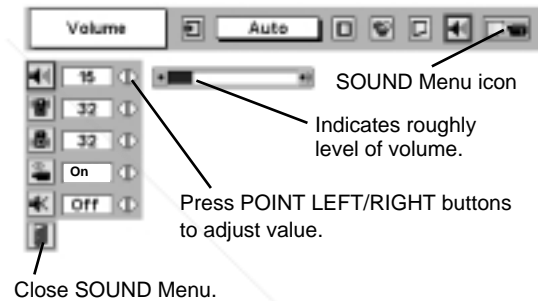 Volume Auto
SOUND Menu icon
15
32
Indicates roughly
level of volume.
32
On
Off
Press POINT LEFT/RIGHT buttons
to adjust value.
Close SOUND Menu.